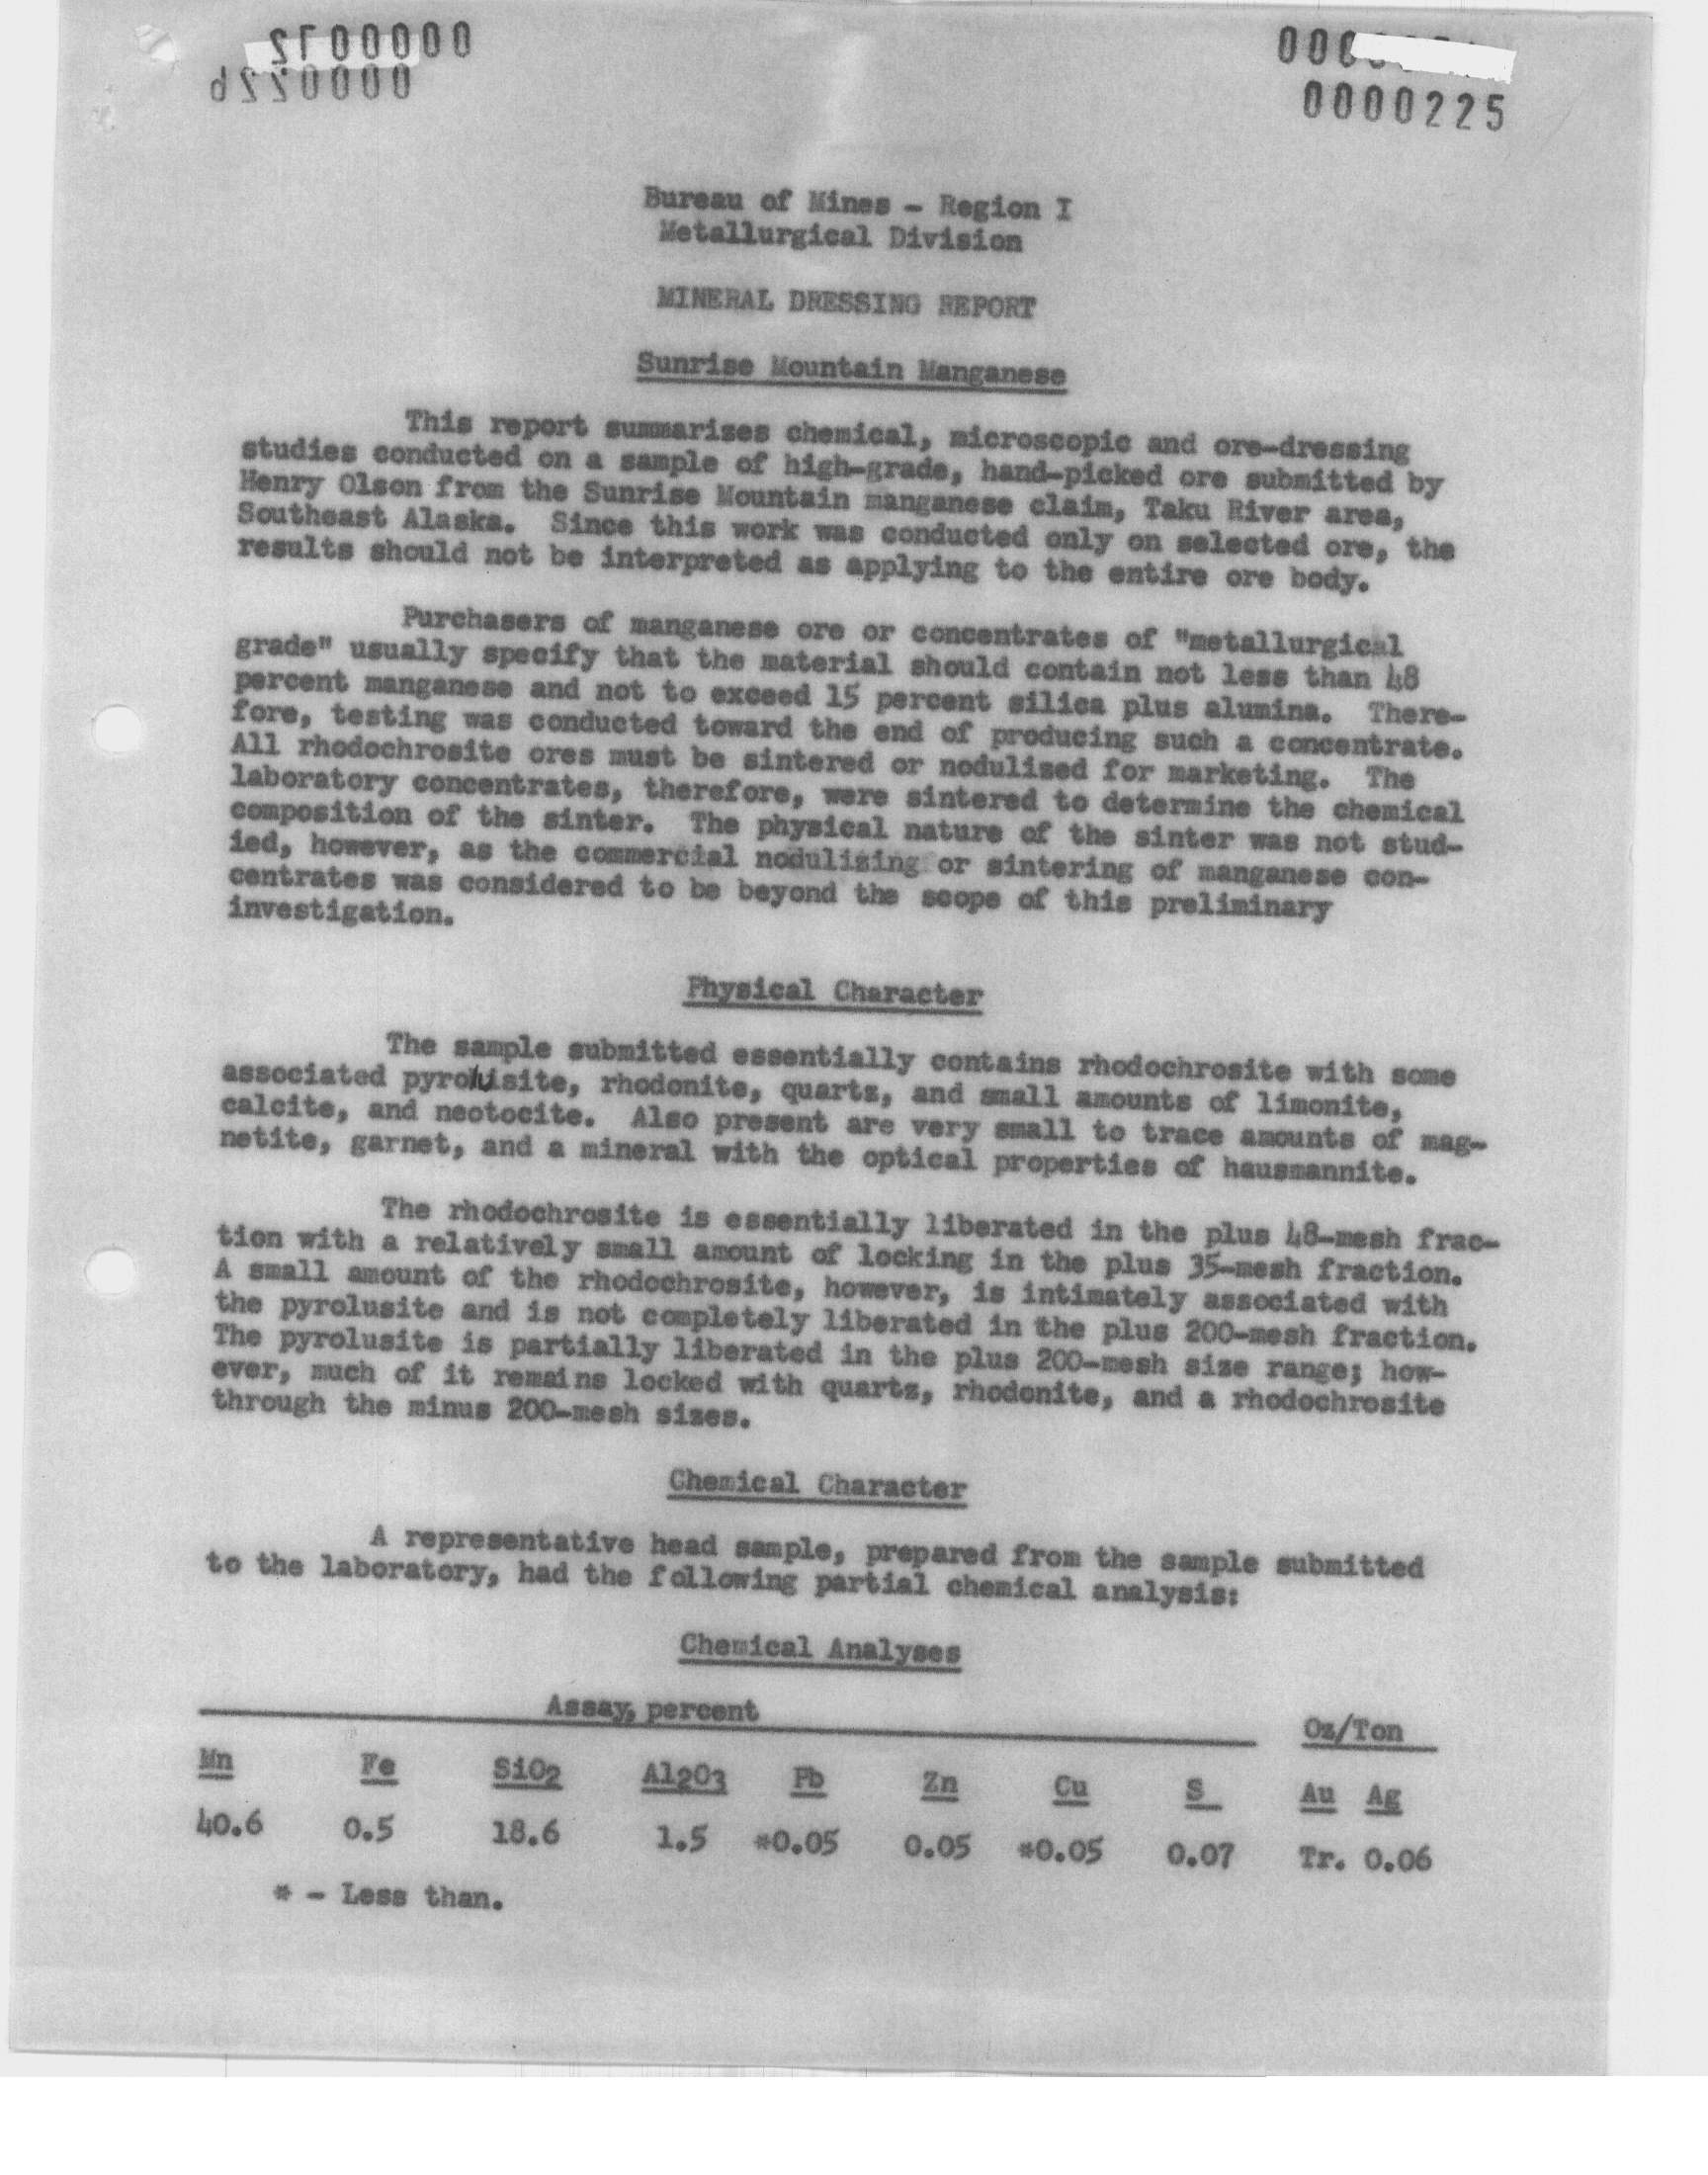 0000225
Bureau of Mines - Region I
Metallurgical Division
MINERAL DRESSING REPORT
Sunrise Mountain Manganese
This report summarizes chemical, microscopic and ore-dressing
studies conducted on a sample of high-grade, hand-picked ore submitted by
Henry Olson from the Sunrise Mountain manganese claim, Taku River area,
Southeast Alaska. Since this work was conducted only on selected ore, the
results should not be interpreted as applying to the entire ore body.
Purchasers of manganese ore or concentrates of "metallurgical
grade" usually specify that the material should contain not less than 48
percent manganese and not to exceed 15 percent silica plus alumina. There-
fore, testing was conducted toward the end of producing such a concentrate.
All rhodochrosite ores must be sintered or nodulized for marketing. The
laboratory concentrates, therefore, were sintered to determine the chemical
composition of the sinter. The physical nature of the sinter was not stud-
ied, however, as the commercial nodulizing or sintering of manganese con-
centrates was considered to be beyond the scope of this preliminary
investigation.
Physical Character
The sample submitted essentially contains rhodochrosite with some
associated pyrolusite, rhodonite, quartz, and small amounts of limonite,
calcite, and neotocite. Also present are very small to trace amounts of mag-
netite, garnet, and a mineral with the optical properties of hausmannite.
The rhodochrosite is essentially liberated in the plus 48-mesh frac-
tion with a relatively small amount of locking in the plus 35-mesh fraction.
A small amount of the rhodochrosite, however, is intimately associated with
the pyrolusite and is not completely liberated in the plus 200-mesh fraction.
The pyrolusite is partially liberated in the plus 200-mesh size range; how-
ever, much of it remains locked with quartz, rhodonite, and a rhodochrosite
through the minus 200-mesh sizes.
Chemical Character
A representative head sample, prepared from the sample submitted
to the laboratory, had the following partial chemical analysis:
Chemical Analyses
Assay, percent Oz/Ton
Mn Fe SiO2 Al2O3 Pb Zn Cu S Au Ag
40.6 0.5 18.6 1.5 *0.05 0.05 *0.05 0.07 Tr. 0.06
* - Less than.